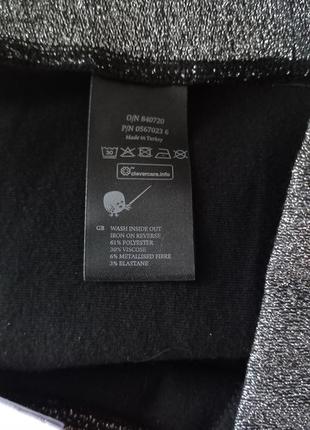 O/N 840720
P/N 0567023 6
Made in Turkey
30
clevercare.info
GB WASH INSIDE OUT
IRON ON REVERSE
61% POLYESTER
30% VISCOSE
6% METALLISED FIBRE
3% ELASTANE